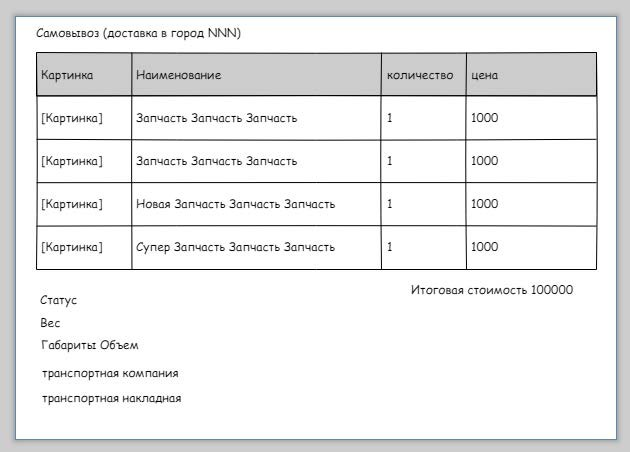 Самовывоз (доставка в город NNN)
Картинка Наименование количество цена
[Картинка] Запчасть Запчасть Запчасть 1 1000
[Картинка] Запчасть Запчасть Запчасть 1 1000
[Картинка] Новая Запчасть Запчасть Запчасть 1 1000
[Картинка] Супер Запчасть Запчасть Запчасть 1 1000
Итоговая стоимость 100000
Статус
Вес
Габариты Объем
транспортная компания
транспортная накладная